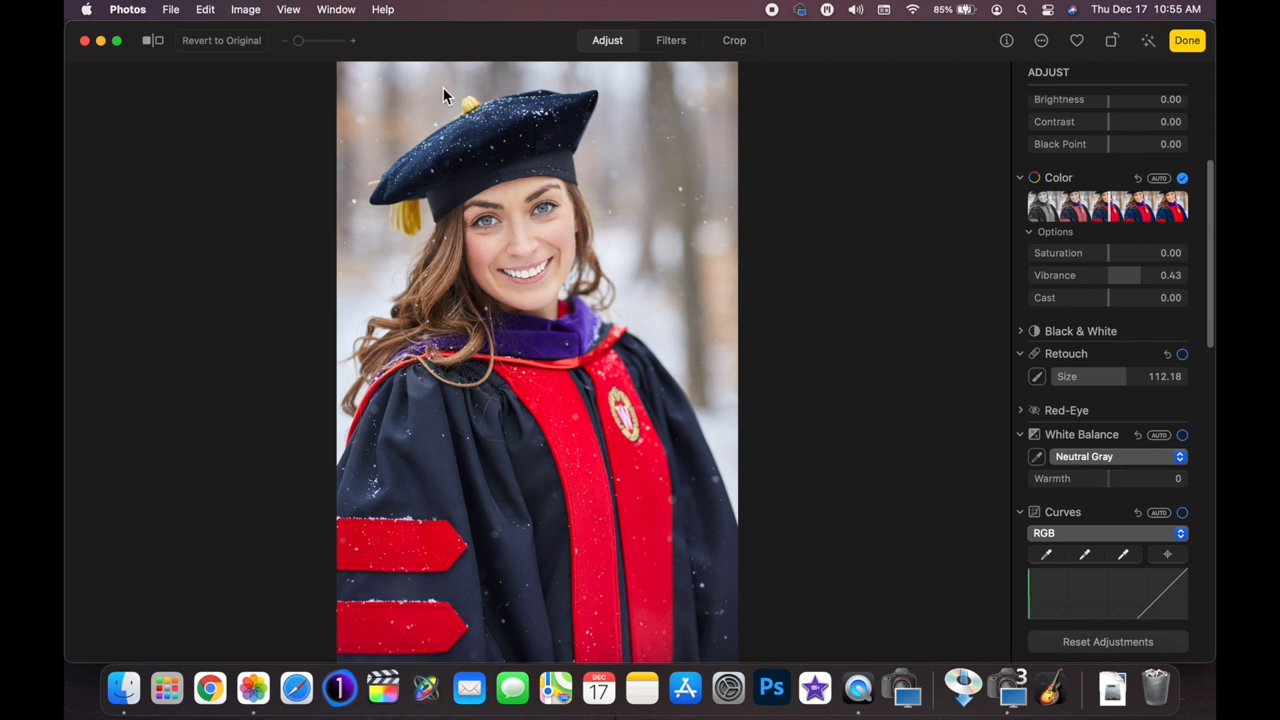 Photos File Edit Image View Window Help 85% Thu Dec 17 10:55 AM
Revert to Original - + Adjust Filters Crop Done
ADJUST
Brightness 0.00
Contrast 0.00
Black Point 0.00
Color AUTO
Options
Saturation 0.00
Vibrance 0.43
Cast 0.00
Black & White
Retouch
Size 112.18
Red-Eye
White Balance AUTO
Neutral Gray
Warmth 0
Curves AUTO
RGB
Reset Adjustments
W
DEC
17
1
Ps
3